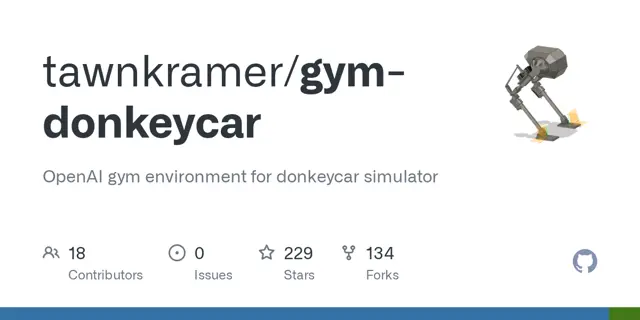 tawnkramer/gym-
donkeycar
OpenAI gym environment for donkeycar simulator
18 0 229 134
Contributors Issues Stars Forks